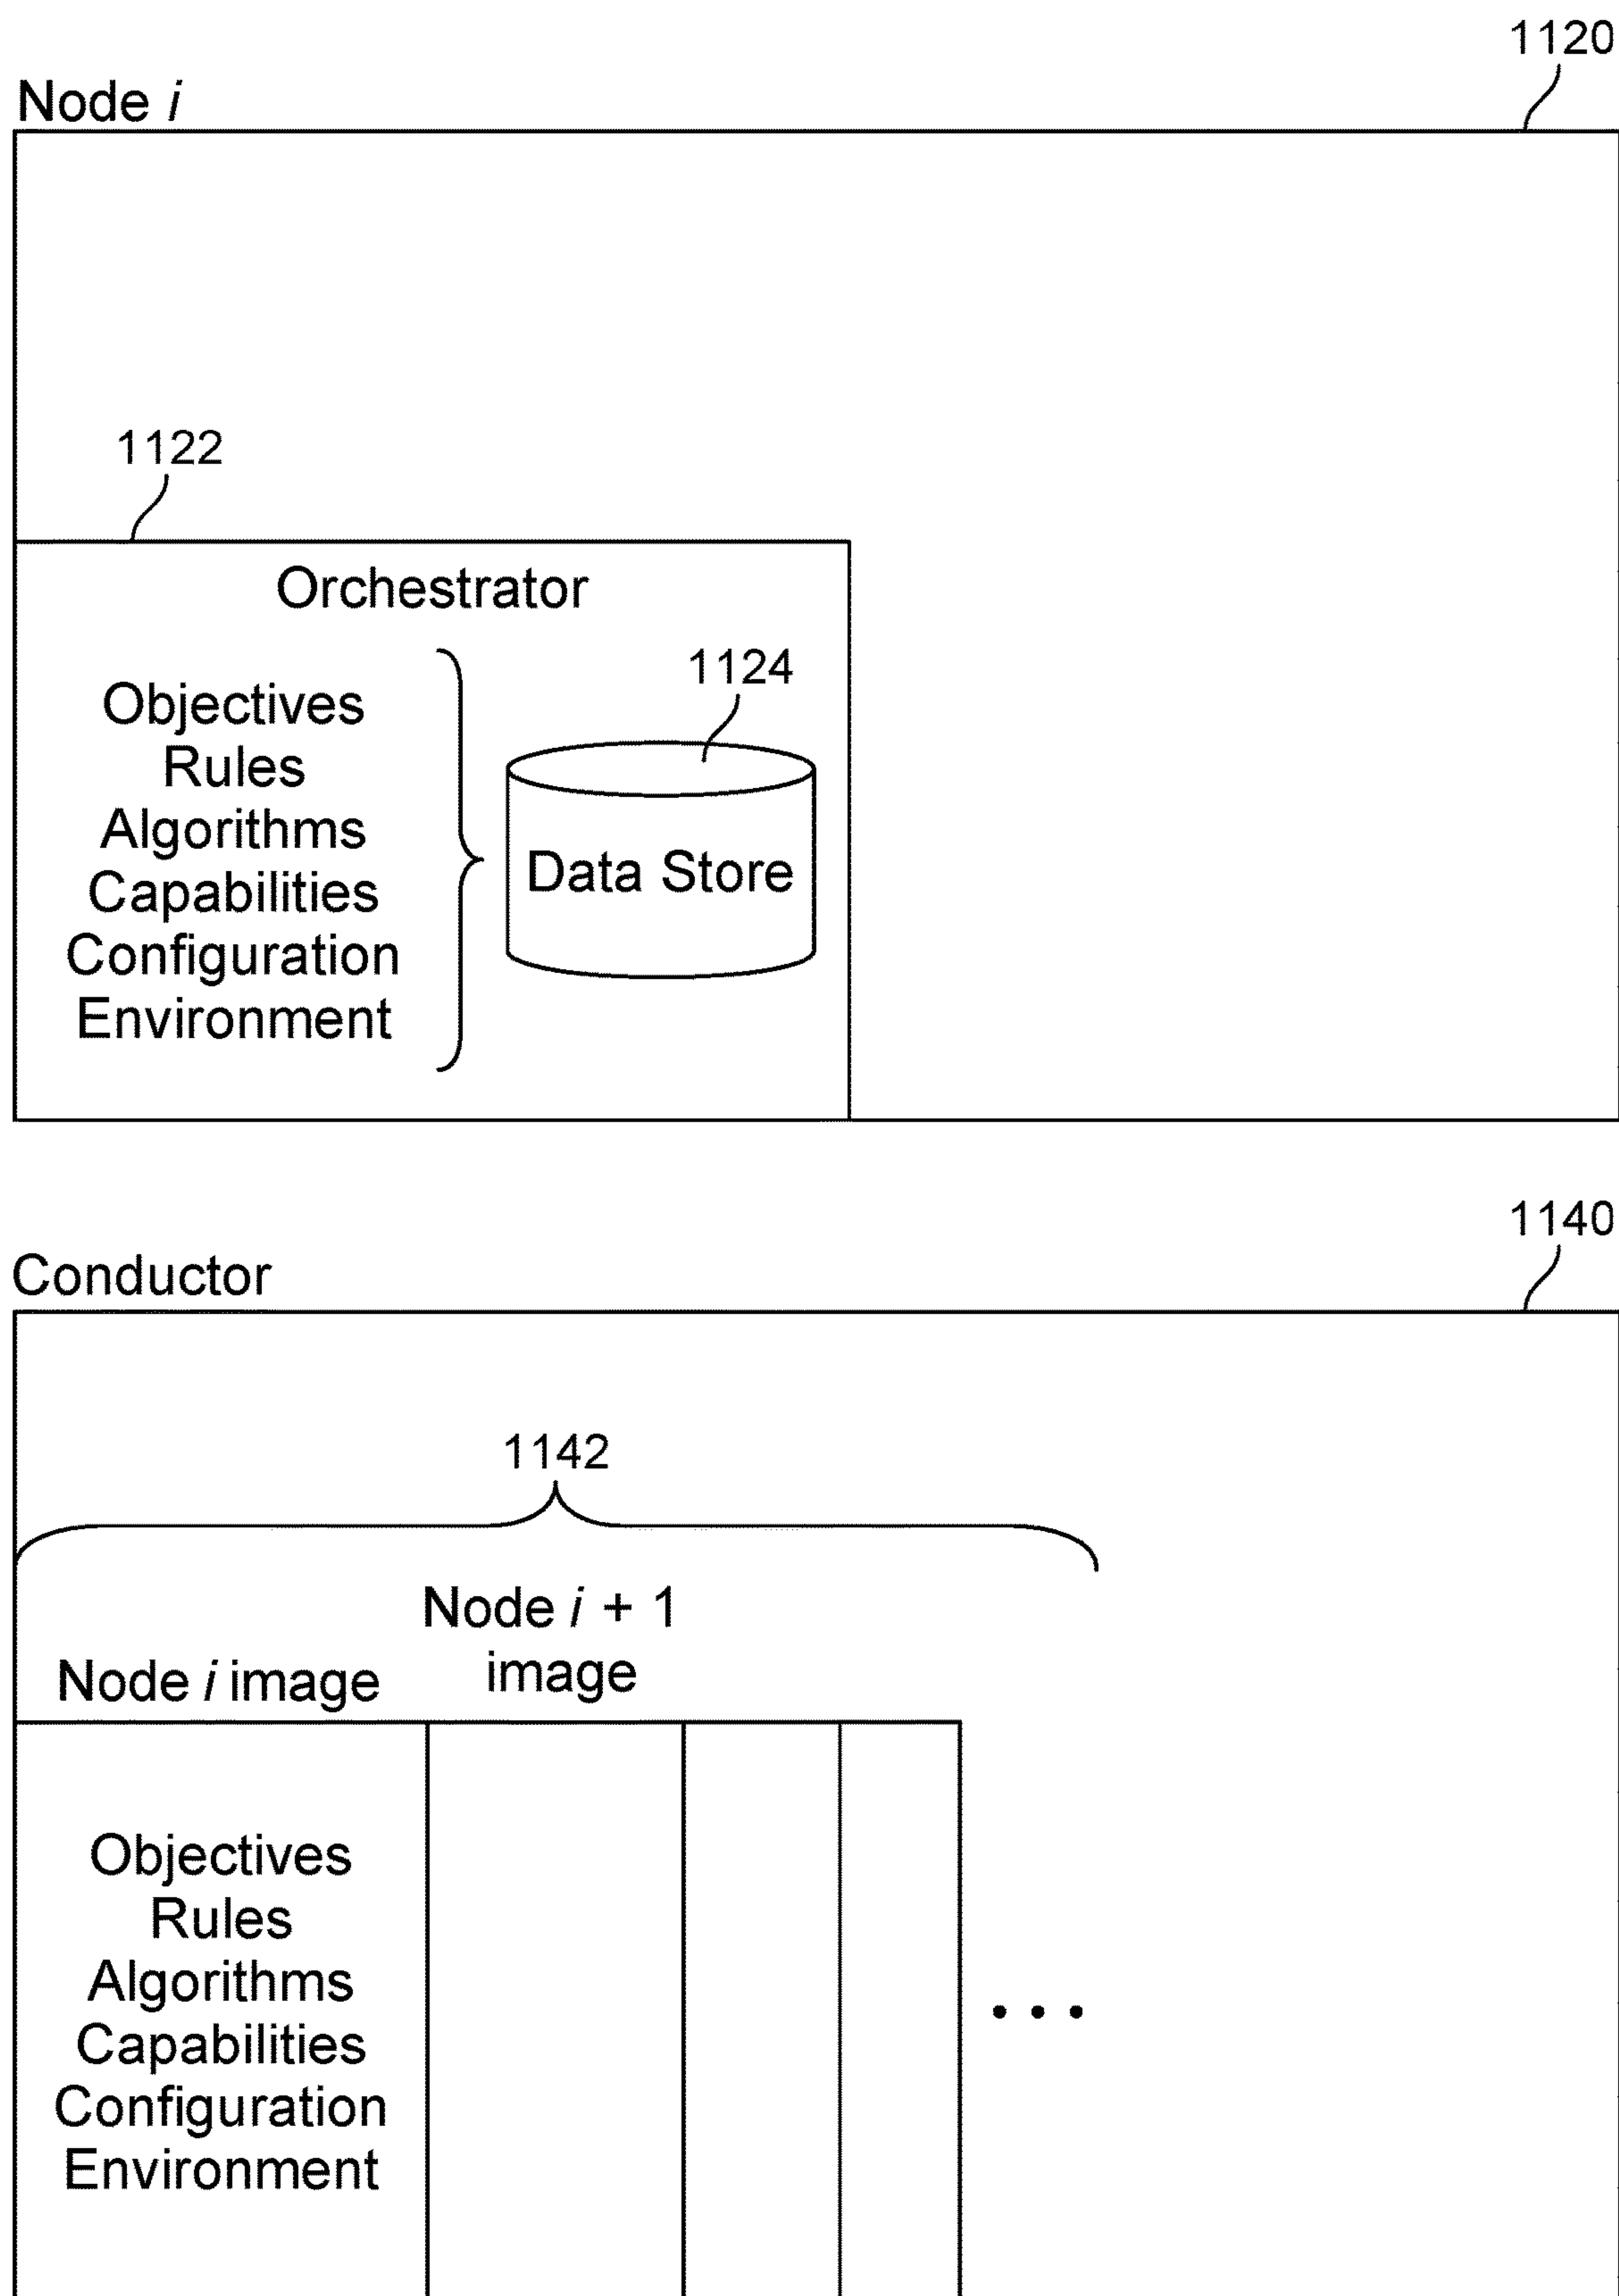 1120
Node i
1122
Orchestrator
1124
Objectives
Rules
Algorithms
Capabilities
Configuration
Environment
Data Store
1140
Conductor
1142
Node i + 1
image
Node i image
Objectives
Rules
Algorithms
Capabilities
Configuration
Environment